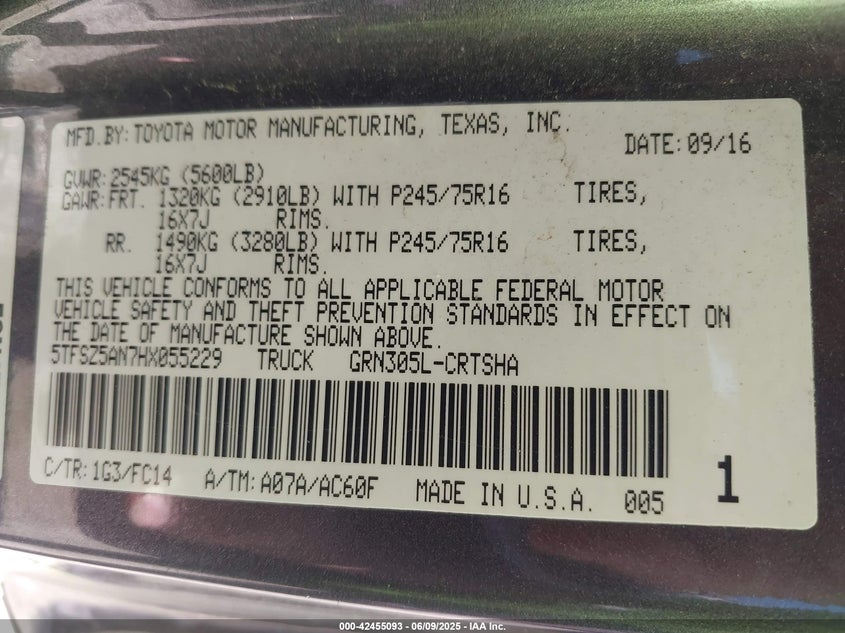 MFD.BY: TOYOTA MOTOR MANUFACTURING, TEXAS, INC.
DATE: 09/16
GVWR: 2545KG (5600LB)
GAWR: FRT. 1320KG (2910LB) WITH P245/75R16 TIRES,
16X7J RIMS.
RR. 1490KG (3280LB) WITH P245/75R16 TIRES,
16X7J RIMS.
THIS VEHICLE CONFORMS TO ALL APPLICABLE FEDERAL MOTOR
VEHICLE SAFETY AND THEFT PREVENTION STANDARDS IN EFFECT ON
THE DATE OF MANUFACTURE SHOWN ABOVE.
5TFSZ5AN7HX055229 TRUCK GRN305L-CRTSHA
C/TR: 1G3/FC14 A/TM: A07A/AC60F MADE IN U.S.A. 005 1
000-42455093 - 06/09/2025 - IAA Inc.